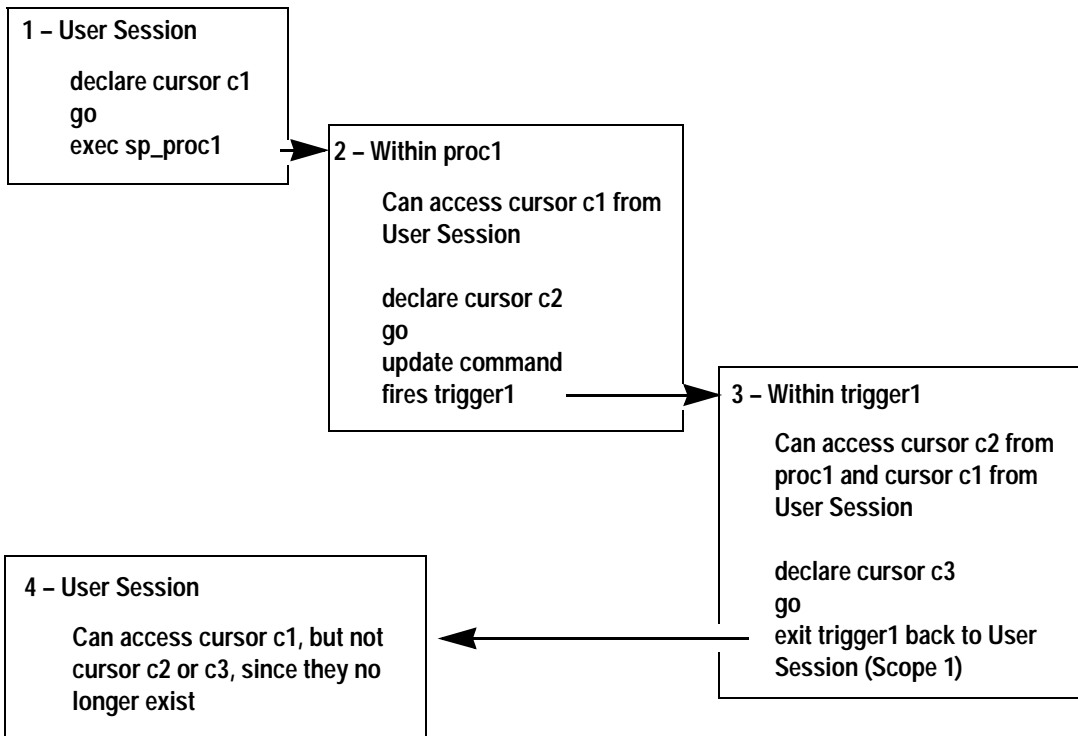 1 – User Session
declare cursor c1
go
exec sp_proc1
2 – Within proc1
Can access cursor c1 from
User Session
declare cursor c2
go
update command
fires trigger1
3 – Within trigger1
Can access cursor c2 from
proc1 and cursor c1 from
User Session
declare cursor c3
go
exit trigger1 back to User
Session (Scope 1)
4 – User Session
Can access cursor c1, but not
cursor c2 or c3, since they no
longer exist